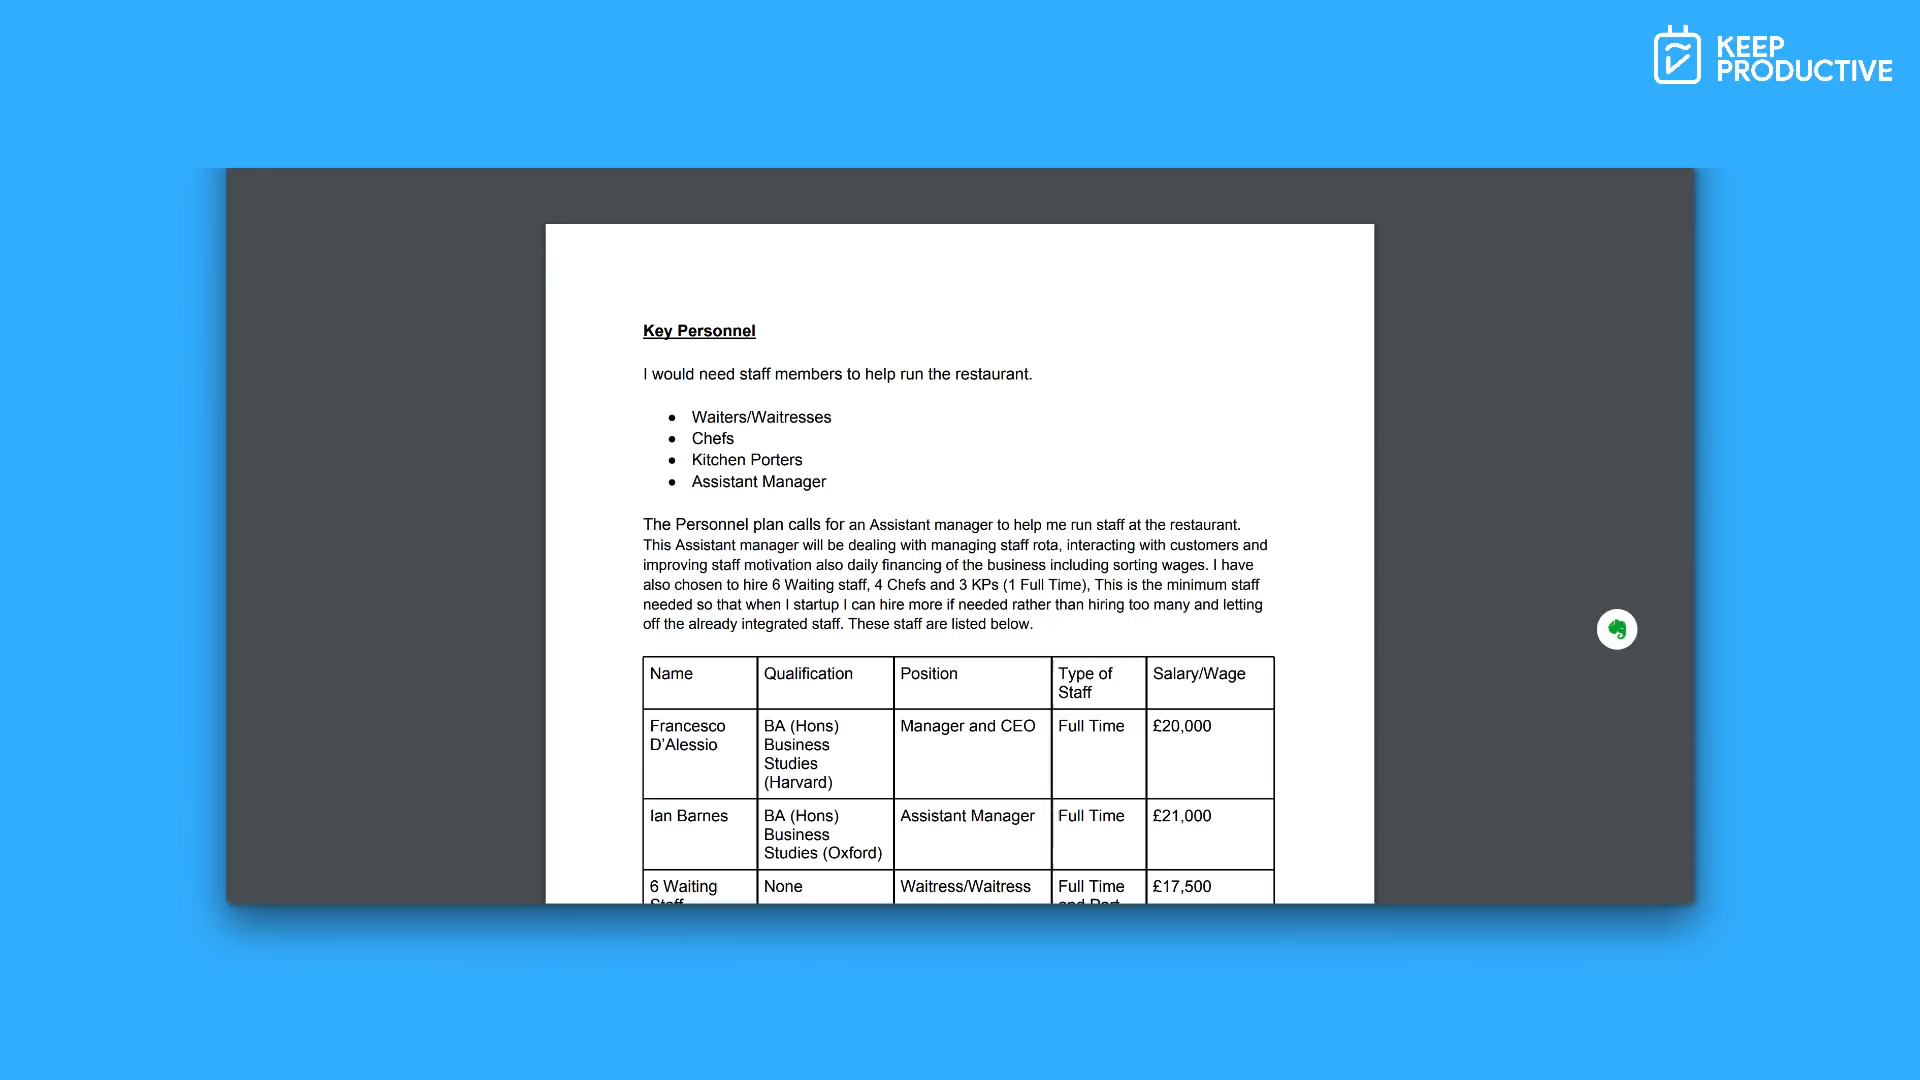 KEEP
PRODUCTIVE
Key Personnel
I would need staff members to help run the restaurant.
● Waiters/Waitresses
● Chefs
● Kitchen Porters
● Assistant Manager
The Personnel plan calls for an Assistant manager to help me run staff at the restaurant.
This Assistant manager will be dealing with managing staff rota, interacting with customers and
improving staff motivation also daily financing of the business including sorting wages. I have
also chosen to hire 6 Waiting staff, 4 Chefs and 3 KPs (1 Full Time), This is the minimum staff
needed so that when I startup I can hire more if needed rather than hiring too many and letting
off the already integrated staff. These staff are listed below.
Name
Qualification
Position
Type of
Staff
Salary/Wage
Francesco
D'Alessio
BA (Hons)
Business
Studies
(Harvard)
Manager and CEO
Full Time
£20,000
Ian Barnes
BA (Hons)
Business
Studies (Oxford)
Assistant Manager
Full Time
£21,000
6 Waiting
Staff
None
Waitress/Waitress
Full Time
and Part
£17,500